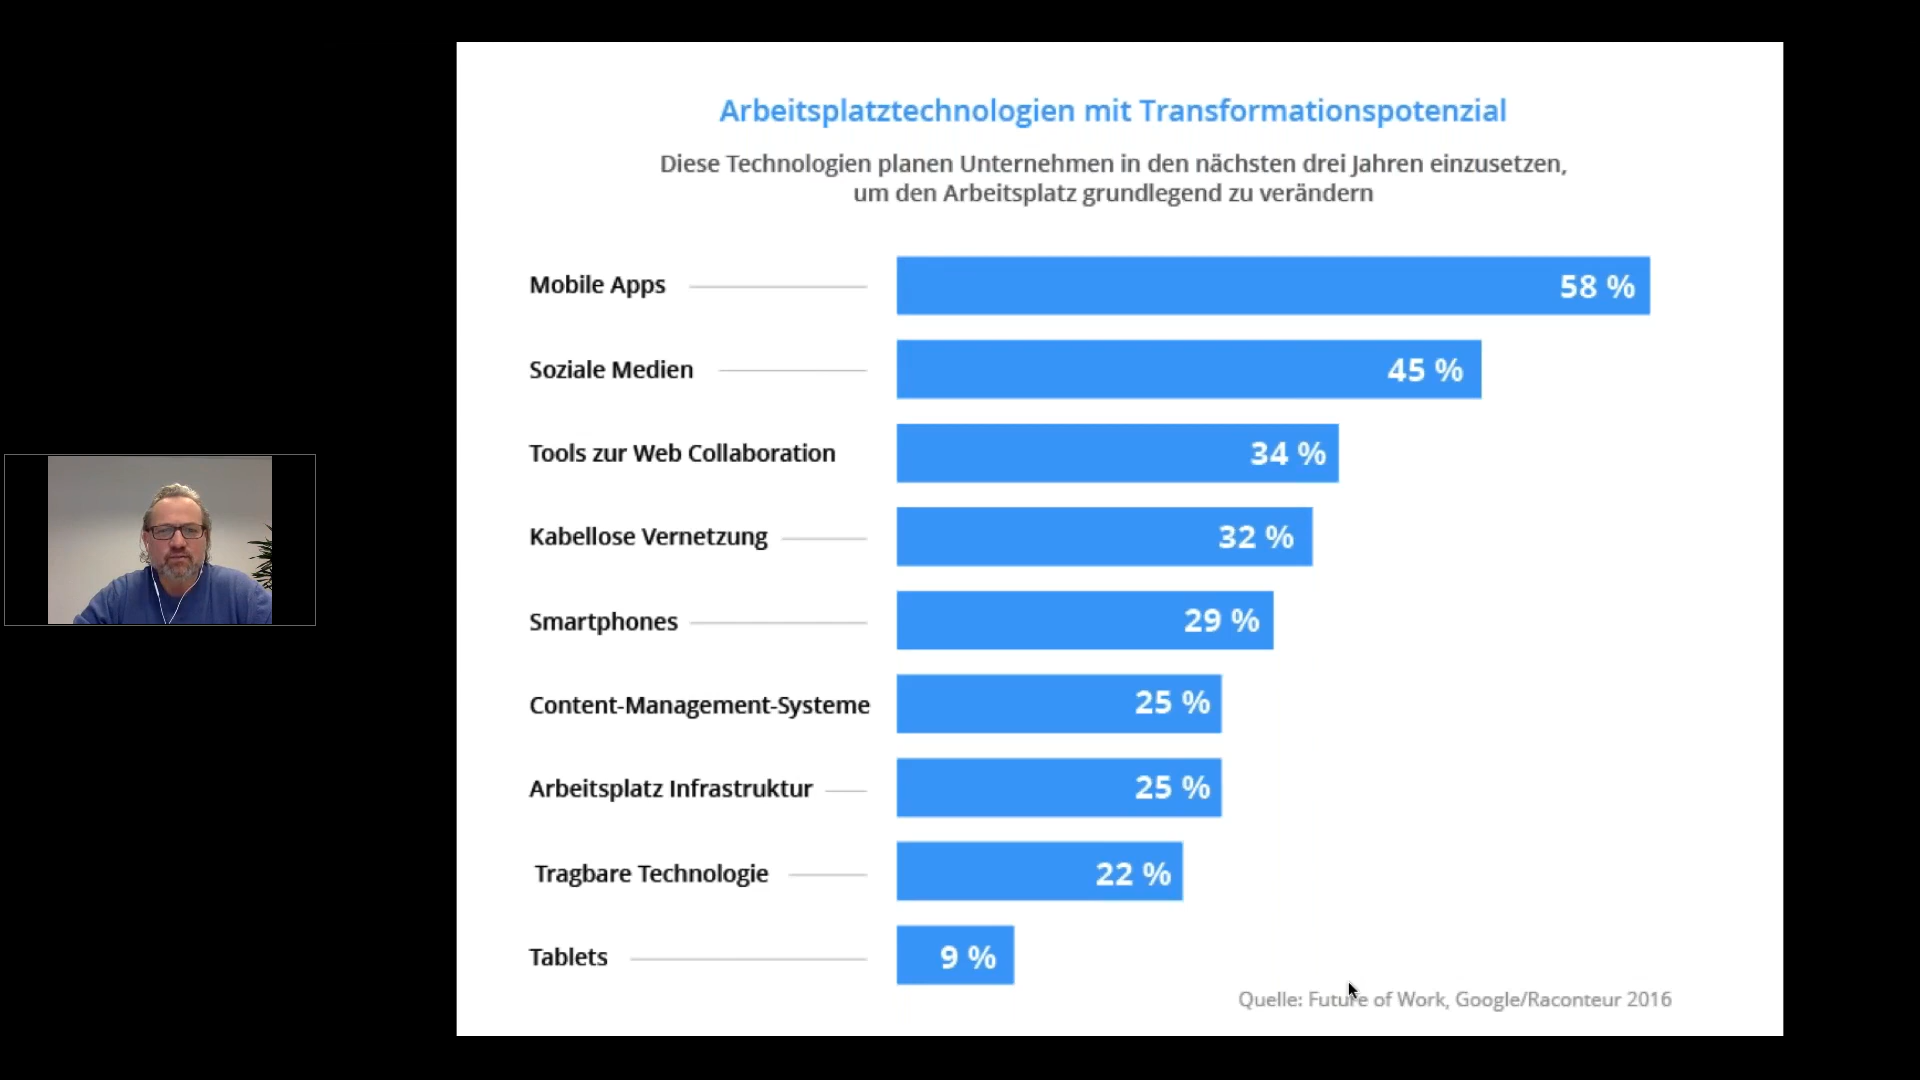 Arbeitsplatztechnologien mit Transformationspotenzial
Diese Technologien planen Unternehmen in den nächsten drei Jahren einzusetzen,
um den Arbeitsplatz grundlegend zu verändern
Mobile Apps 58 %
Soziale Medien 45 %
Tools zur Web Collaboration 34 %
Kabellose Vernetzung 32 %
Smartphones 29 %
Content-Management-Systeme 25 %
Arbeitsplatz Infrastruktur 25 %
Tragbare Technologie 22 %
Tablets 9 %
Quelle: Future of Work, Google/Raconteur 2016